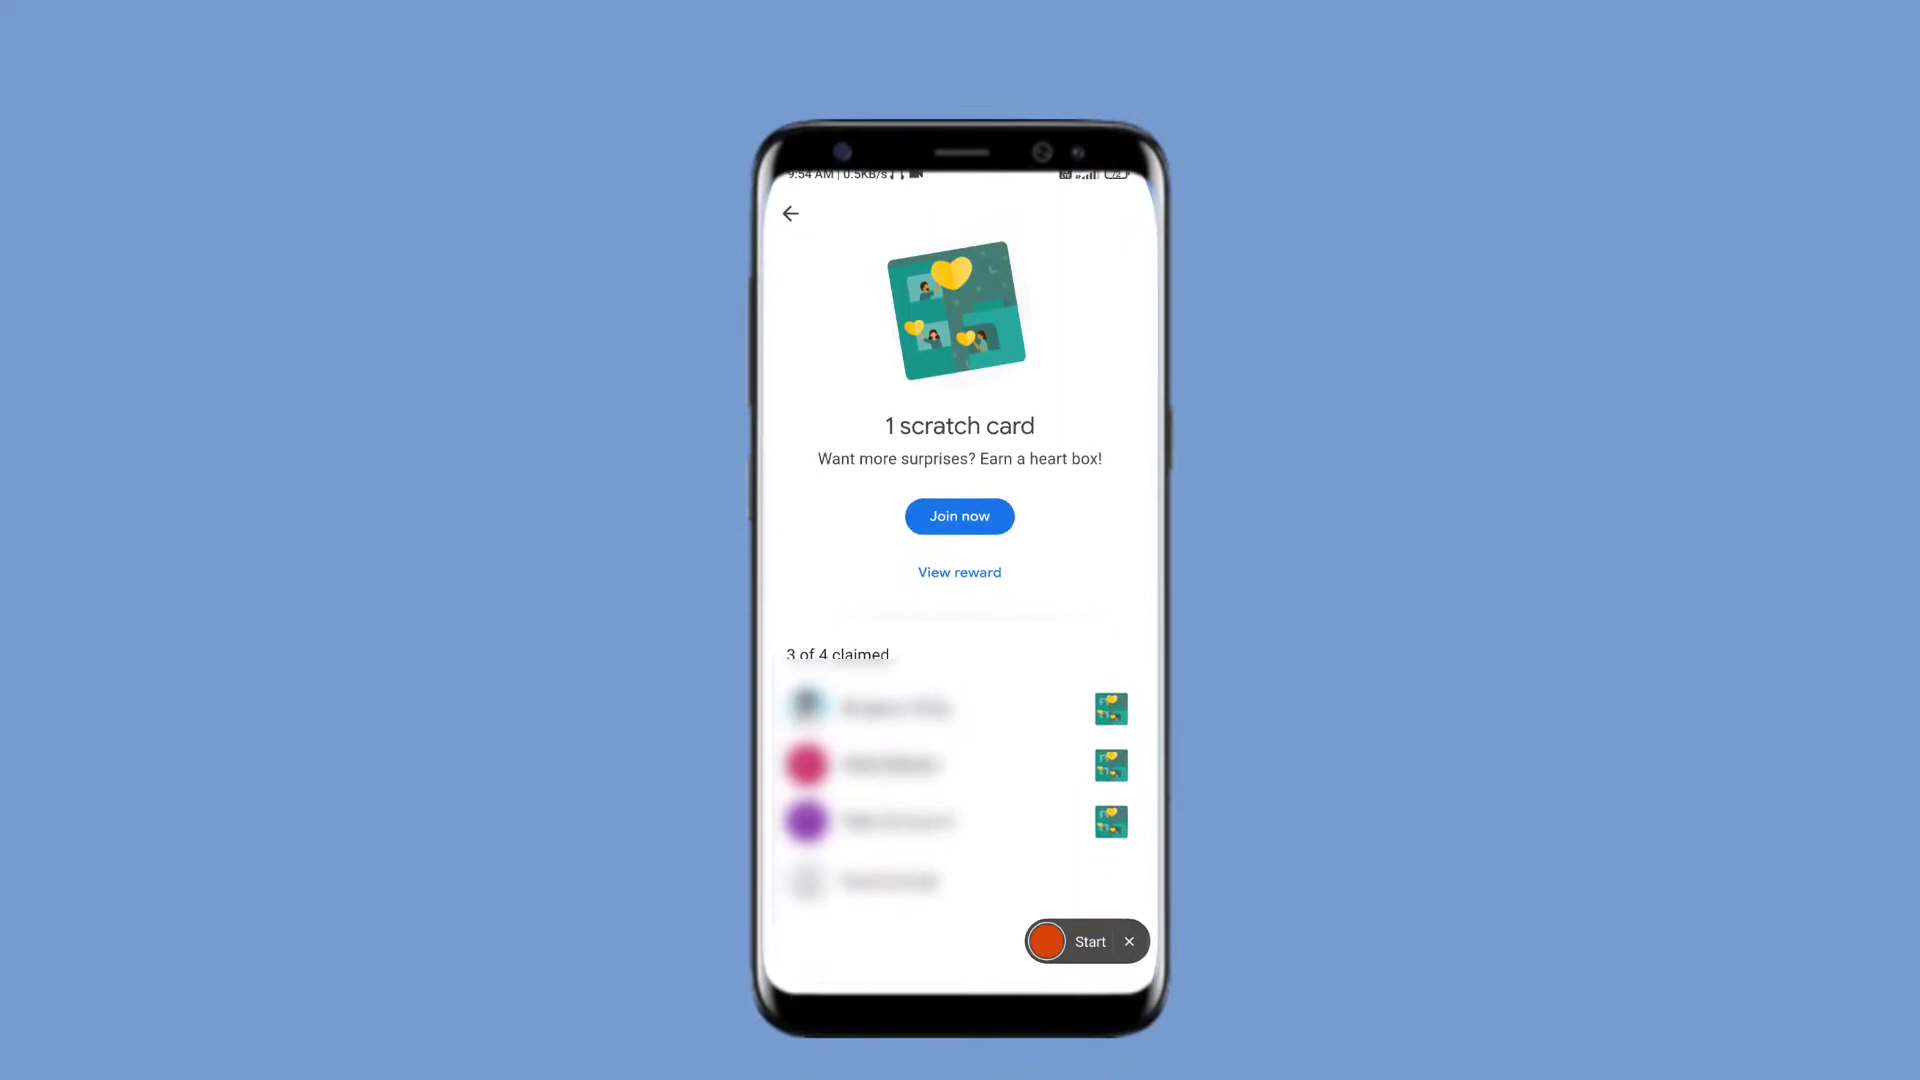 9:54 AM | 0.5KB/s
72
1 scratch card
Want more surprises? Earn a heart box!
Join now
View reward
3 of 4 claimed
Start